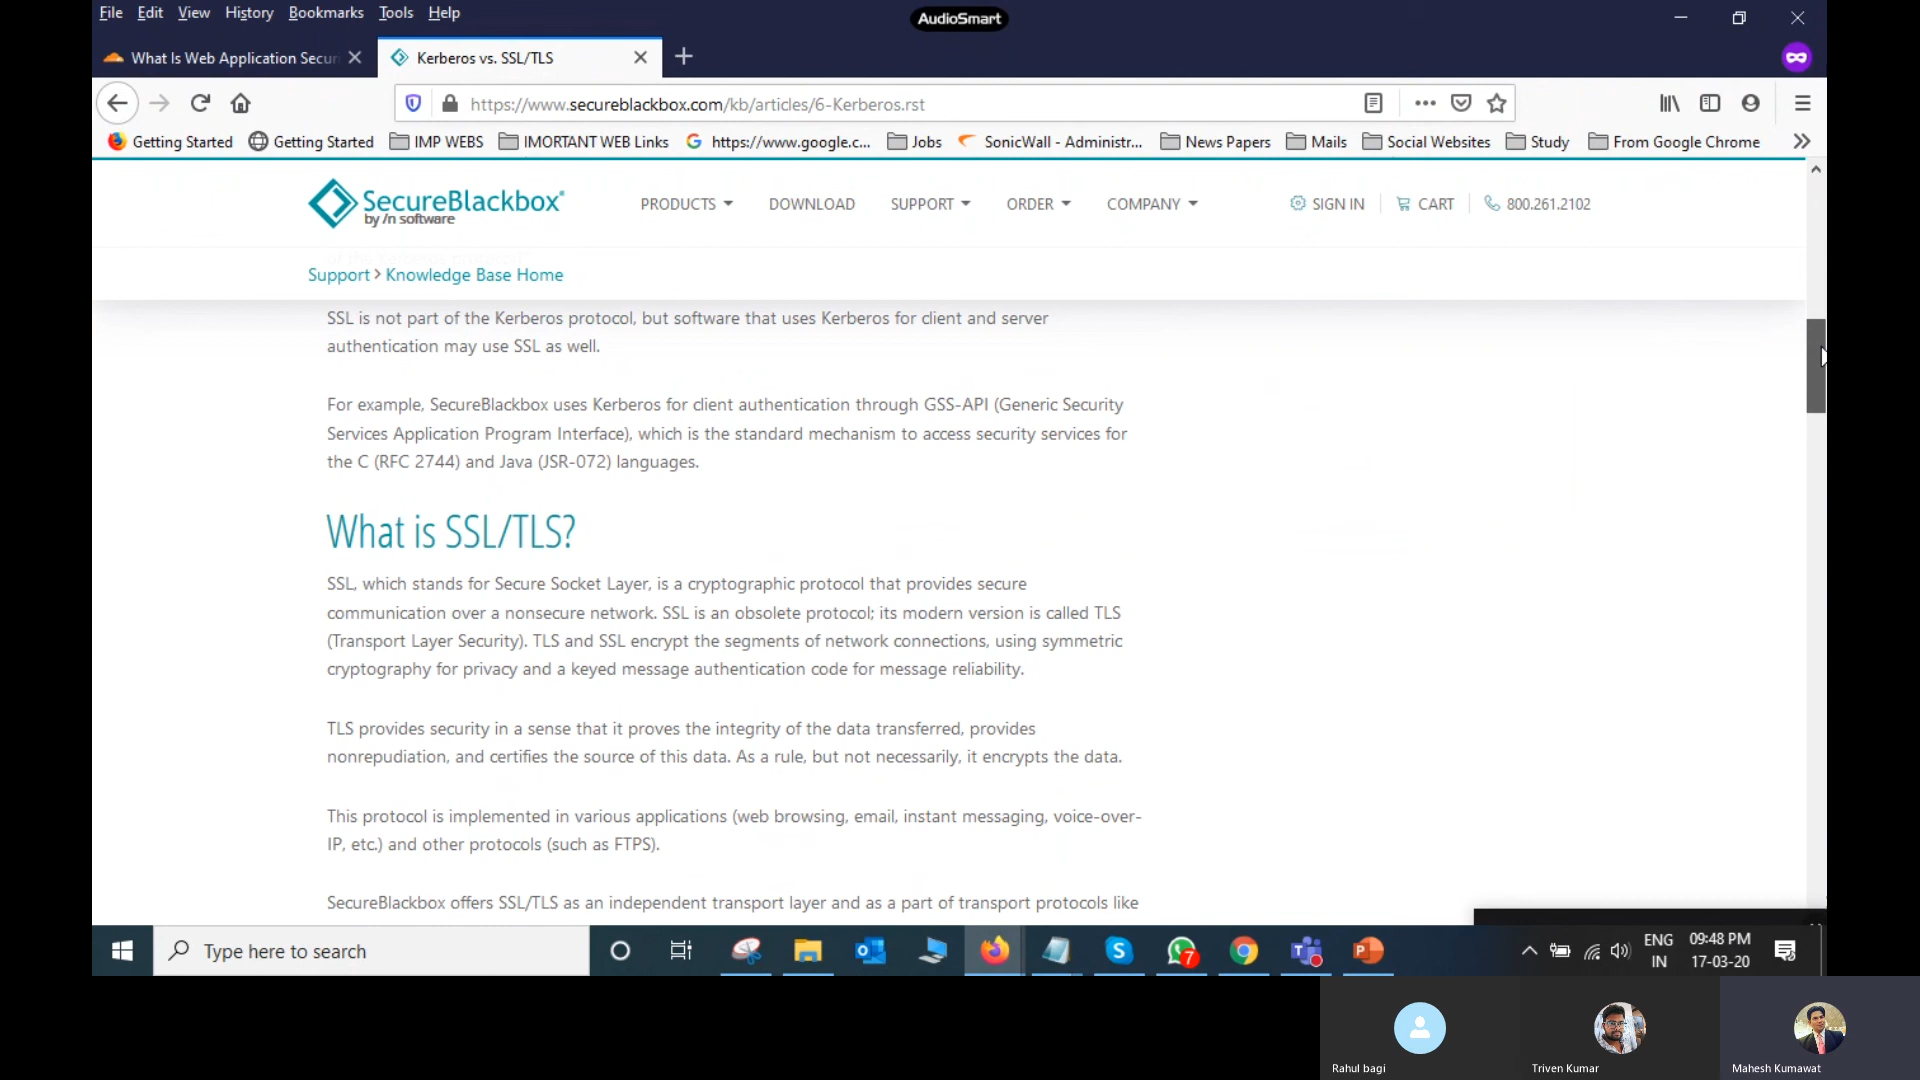 File Edit View History Bookmarks Tools Help
AudioSmart
What Is Web Application Secur
Kerberos vs. SSL/TLS
https://www.secureblackbox.com/kb/articles/6-Kerberos.rst
Getting Started Getting Started IMP WEBS IMORTANT WEB Links https://www.google.c... Jobs SonicWall - Administr... News Papers Mails Social Websites Study From Google Chrome
SecureBlackbox®
by /n software
PRODUCTS DOWNLOAD SUPPORT ORDER COMPANY SIGN IN CART 800.261.2102
Support > Knowledge Base Home
SSL is not part of the Kerberos protocol, but software that uses Kerberos for client and server
authentication may use SSL as well.
For example, SecureBlackbox uses Kerberos for client authentication through GSS-API (Generic Security
Services Application Program Interface), which is the standard mechanism to access security services for
the C (RFC 2744) and Java (JSR-072) languages.
What is SSL/TLS?
SSL, which stands for Secure Socket Layer, is a cryptographic protocol that provides secure
communication over a nonsecure network. SSL is an obsolete protocol; its modern version is called TLS
(Transport Layer Security). TLS and SSL encrypt the segments of network connections, using symmetric
cryptography for privacy and a keyed message authentication code for message reliability.
TLS provides security in a sense that it proves the integrity of the data transferred, provides
nonrepudiation, and certifies the source of this data. As a rule, but not necessarily, it encrypts the data.
This protocol is implemented in various applications (web browsing, email, instant messaging, voice-over-
IP, etc.) and other protocols (such as FTPS).
SecureBlackbox offers SSL/TLS as an independent transport layer and as a part of transport protocols like
Type here to search
7
ENG
IN
09:48 PM
17-03-20
Rahul bagi
Triven Kumar
Mahesh Kumawat